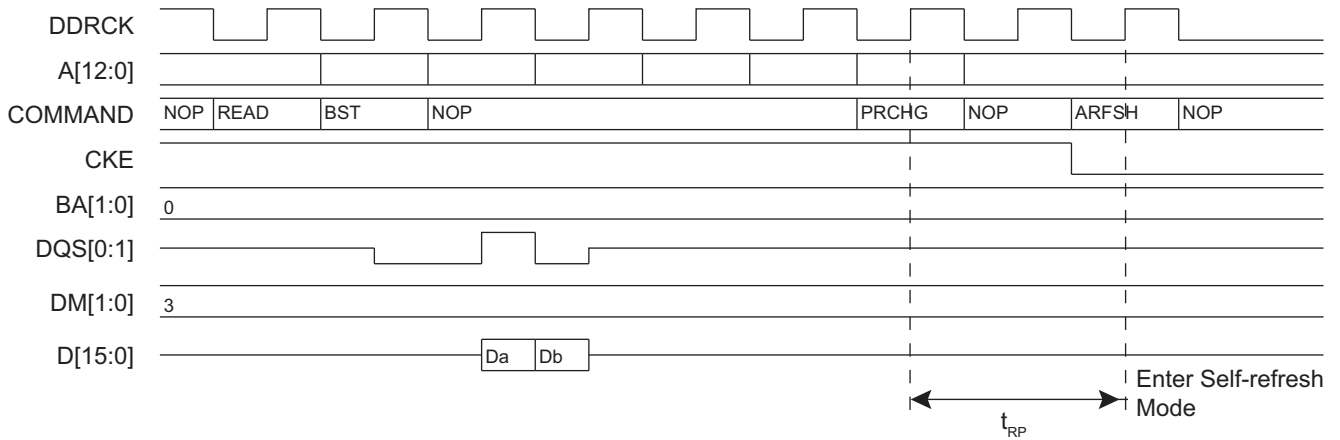 DDRCK
A[12:0]
COMMAND NOP READ BST NOP PRCHG NOP ARFSH NOP
CKE
BA[1:0] 0
DQS[0:1]
DM[1:0] 3
D[15:0] Da Db
Enter Self-refresh
Mode
tRP